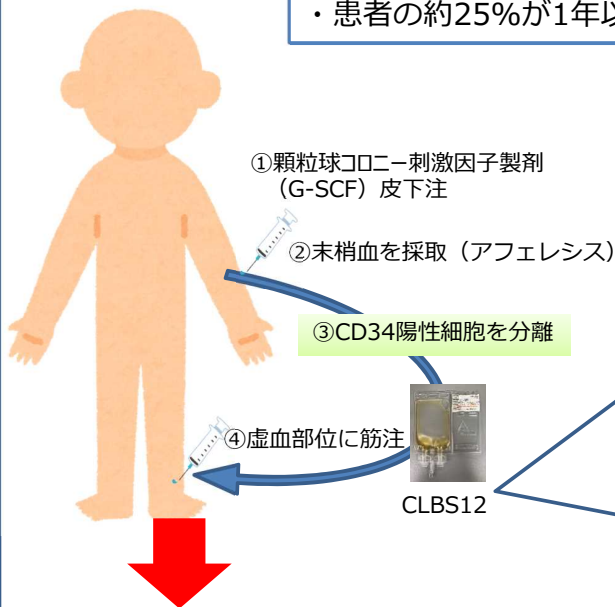 ・患者の約25%が1年以
①顆粒球コロニー刺激因子製剤
（G-SCF）皮下注
②末梢血を採取（アフェレシス）
③CD34陽性細胞を分離
④虚血部位に筋注
CLBS12